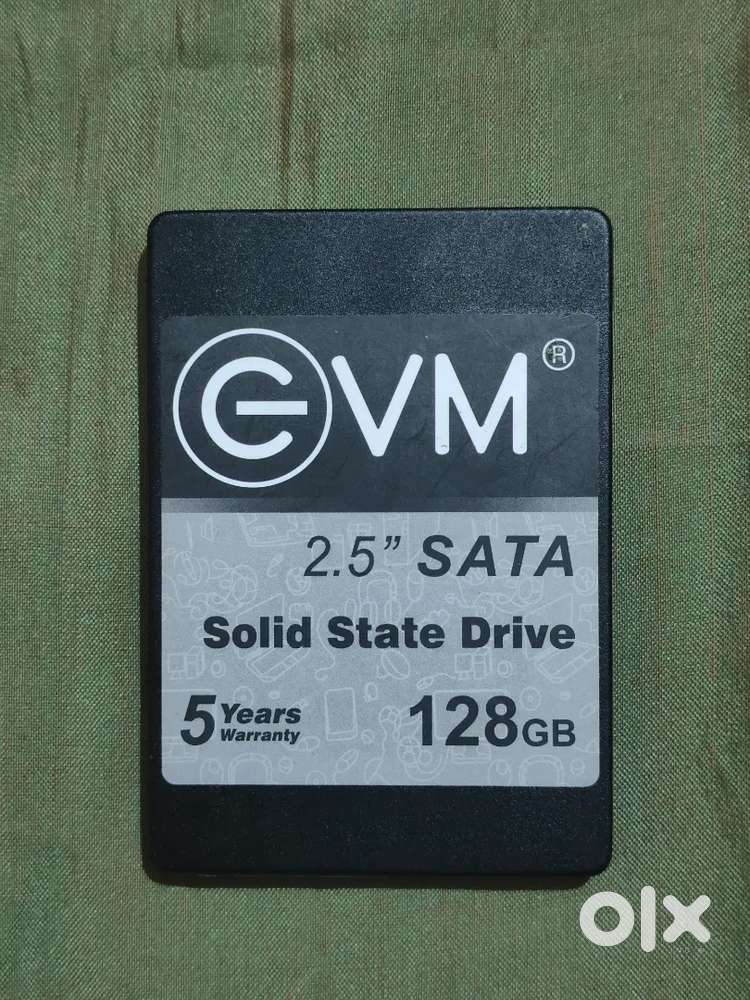 EVM®
2.5” SATA
Solid State Drive
5 Years
Warranty
128GB
olx